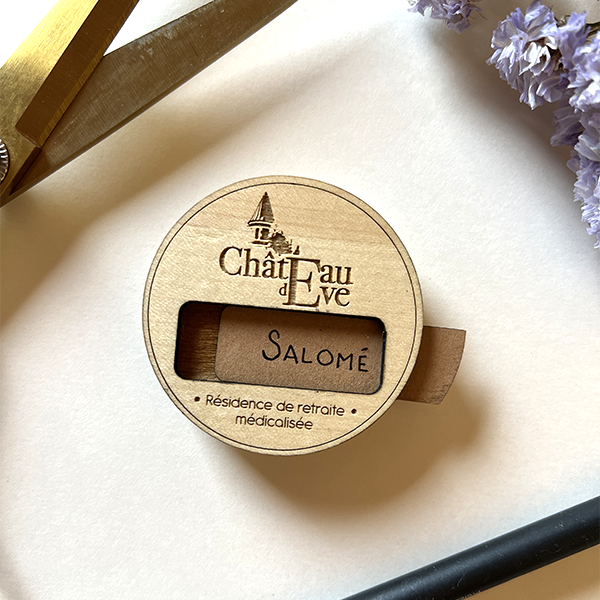 Château
d'Eve
SALOMÉ
• Résidence de retraite •
médicalisée